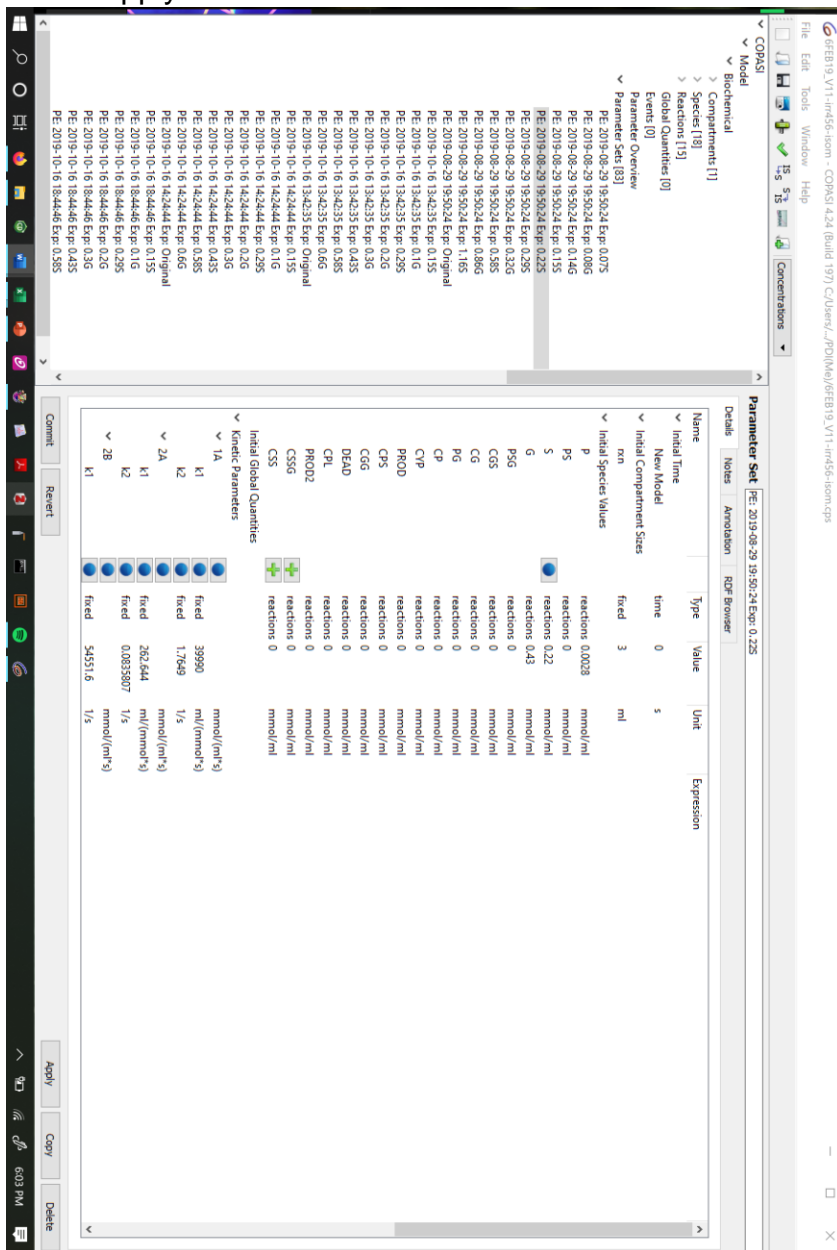 Apply
6FEB19_V11-irr456-isom - COPASI 4.24 (Build 197) C:/Users/.../PDI(Me)/6FEB19_V11-irr456-isom.cps
File Edit Tools Window Help
Concentrations
COPASI
Model
Biochemical
Compartments [1]
Species [18]
Reactions [15]
Global Quantities [0]
Events [0]
Parameter Overview
Parameter Sets [83]
PE: 2019-08-29 19:50:24 Exp: 0.07S
PE: 2019-08-29 19:50:24 Exp: 0.08G
PE: 2019-08-29 19:50:24 Exp: 0.14G
PE: 2019-08-29 19:50:24 Exp: 0.15S
PE: 2019-08-29 19:50:24 Exp: 0.22S
PE: 2019-08-29 19:50:24 Exp: 0.29S
PE: 2019-08-29 19:50:24 Exp: 0.32G
PE: 2019-08-29 19:50:24 Exp: 0.58S
PE: 2019-08-29 19:50:24 Exp: 0.86G
PE: 2019-08-29 19:50:24 Exp: 1.16S
PE: 2019-08-29 19:50:24 Exp: Original
PE: 2019-10-16 13:42:35 Exp: 0.15S
PE: 2019-10-16 13:42:35 Exp: 0.1G
PE: 2019-10-16 13:42:35 Exp: 0.29S
PE: 2019-10-16 13:42:35 Exp: 0.2G
PE: 2019-10-16 13:42:35 Exp: 0.3G
PE: 2019-10-16 13:42:35 Exp: 0.43S
PE: 2019-10-16 13:42:35 Exp: 0.58S
PE: 2019-10-16 13:42:35 Exp: 0.6G
PE: 2019-10-16 13:42:35 Exp: Original
PE: 2019-10-16 14:24:44 Exp: 0.15S
PE: 2019-10-16 14:24:44 Exp: 0.1G
PE: 2019-10-16 14:24:44 Exp: 0.29S
PE: 2019-10-16 14:24:44 Exp: 0.2G
PE: 2019-10-16 14:24:44 Exp: 0.3G
PE: 2019-10-16 14:24:44 Exp: 0.43S
PE: 2019-10-16 14:24:44 Exp: 0.58S
PE: 2019-10-16 14:24:44 Exp: 0.6G
PE: 2019-10-16 14:24:44 Exp: Original
PE: 2019-10-16 18:44:46 Exp: 0.15S
PE: 2019-10-16 18:44:46 Exp: 0.1G
PE: 2019-10-16 18:44:46 Exp: 0.29S
PE: 2019-10-16 18:44:46 Exp: 0.2G
PE: 2019-10-16 18:44:46 Exp: 0.3G
PE: 2019-10-16 18:44:46 Exp: 0.43S
PE: 2019-10-16 18:44:46 Exp: 0.58S
Parameter Set PE: 2019-08-29 19:50:24 Exp: 0.22S
Details Notes Annotation RDF Browser
Name Type Value Unit Expression
Initial Time
New Model time 0 s
Initial Compartment Sizes
rxn fixed 3 ml
Initial Species Values
P reactions 0.0028 mmol/ml
PS reactions 0 mmol/ml
S reactions 0.22 mmol/ml
G reactions 0.43 mmol/ml
PSG reactions 0 mmol/ml
CGS reactions 0 mmol/ml
CG reactions 0 mmol/ml
PG reactions 0 mmol/ml
CP reactions 0 mmol/ml
CYP reactions 0 mmol/ml
PROD reactions 0 mmol/ml
CPS reactions 0 mmol/ml
CGG reactions 0 mmol/ml
DEAD reactions 0 mmol/ml
CPL reactions 0 mmol/ml
PROD2 reactions 0 mmol/ml
CSSG reactions 0 mmol/ml
CSS reactions 0 mmol/ml
Initial Global Quantities
Kinetic Parameters
1A mmol/(ml*s)
k1 fixed 39990 ml/(mmol*s)
k2 fixed 1.7649 1/s
2A mmol/(ml*s)
k1 fixed 262.644 ml/(mmol*s)
k2 fixed 0.0835807 1/s
2B mmol/(ml*s)
k1 fixed 54551.6 1/s
Commit Revert Apply Copy Delete
6:03 PM